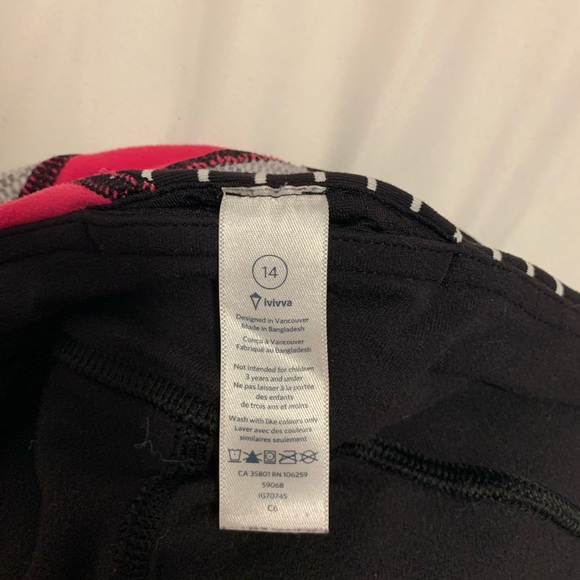 14
ivivva
Designed in Vancouver
Made in Bangladesh
Conçu à Vancouver
Fabriqué au Bangladesh
Not intended for children
3 years and under
Ne pas laisser à la portée
des enfants
de trois ans et moins
Wash with like colours only
Laver avec des couleurs
similaires seulement
CA 35801 RN 106259
59068
IG7074S
C6